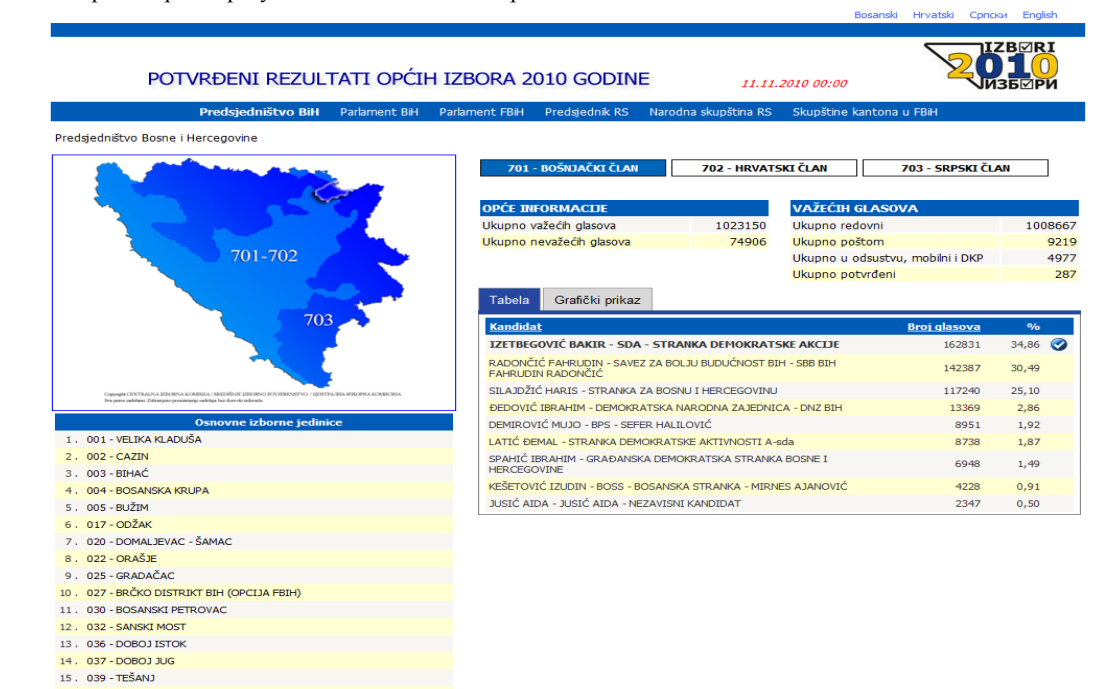 Bosanski Hrvatski Српски English
IZBORI
2010
ИЗБОРИ
POTVRĐENI REZULTATI OPĆIH IZBORA 2010 GODINE
11.11.2010 00:00
Predsjedništvo BiH Parlament BiH Parlament FBiH Predsjednik RS Narodna skupština RS Skupštine kantona u FBiH
Predsjedništvo Bosne i Hercegovine
701-702
703
701 - BOŠNJAČKI ČLAN 702 - HRVATSKI ČLAN 703 - SRPSKI ČLAN
OPĆE INFORMACIJE
Ukupno važećih glasova 1023150
Ukupno nevažećih glasova 74906
VAŽEĆIH GLASOVA
Ukupno redovni 1008667
Ukupno poštom 9219
Ukupno u odsustvu, mobilni i DKP 4977
Ukupno potvrđeni 287
Tabela Grafički prikaz
Kandidat Broj glasova %
IZETBEGOVIĆ BAKIR - SDA - STRANKA DEMOKRATSKE AKCIJE 162831 34,86
RADONČIĆ FAHRUDIN - SAVEZ ZA BOLJU BUDUĆNOST BIH - SBB BIH
FAHRUDIN RADONČIĆ 142387 30,49
SILAJDŽIĆ HARIS - STRANKA ZA BOSNU I HERCEGOVINU 117240 25,10
ĐEDOVIĆ IBRAHIM - DEMOKRATSKA NARODNA ZAJEDNICA - DNZ BIH 13369 2,86
DEMIROVIĆ MUJO - BPS - SEFER HALILOVIĆ 8951 1,92
LATIĆ ĐEMAL - STRANKA DEMOKRATSKE AKTIVNOSTI A-sda 8738 1,87
SPAHIĆ IBRAHIM - GRAĐANSKA DEMOKRATSKA STRANKA BOSNE I
HERCEGOVINE 6948 1,49
KEŠETOVIĆ IZUDIN - BOSS - BOSANSKA STRANKA - MIRNES AJANOVIĆ 4228 0,91
JUSIĆ AIDA - JUSIĆ AIDA - NEZAVISNI KANDIDAT 2347 0,50
Osnovne izborne jedinice
1. 001 - VELIKA KLADUŠA
2. 002 - CAZIN
3. 003 - BIHAĆ
4. 004 - BOSANSKA KRUPA
5. 005 - BUŽIM
6. 017 - ODŽAK
7. 020 - DOMALJEVAC - ŠAMAC
8. 022 - ORAŠJE
9. 025 - GRADAČAC
10. 027 - BRČKO DISTRIKT BIH (OPCIJA FBIH)
11. 030 - BOSANSKI PETROVAC
12. 032 - SANSKI MOST
13. 036 - DOBOJ ISTOK
14. 037 - DOBOJ JUG
15. 039 - TEŠANJ